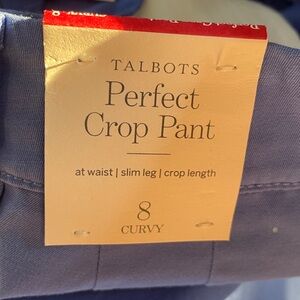 TALBOTS
Perfect
Crop Pant
at waist | slim leg | crop length
8
CURVY